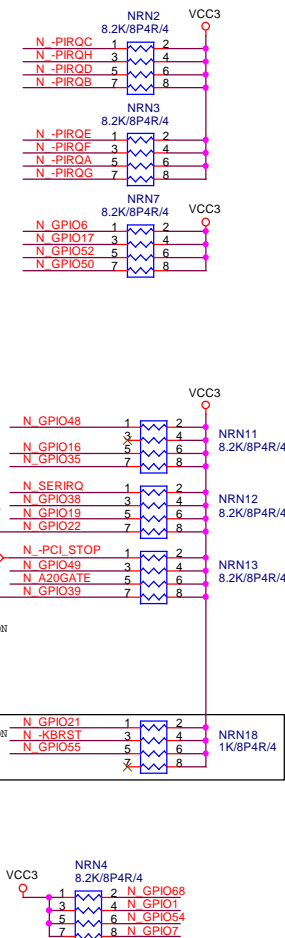 NRN2 VCC3
8.2K/8P4R/4
N_-PIRQC 1 2
N_-PIRQH 3 4
N_-PIRQD 5 6
N_-PIRQB 7 8
NRN3
8.2K/8P4R/4
N_-PIRQE 1 2
N_-PIRQF 3 4
N_-PIRQA 5 6
N_-PIRQG 7 8
NRN7 VCC3
8.2K/8P4R/4
N_GPIO6 1 2
N_GPIO17 3 4
N_GPIO52 5 6
N_GPIO50 7 8
VCC3
N_GPIO48 1 2
3 4 NRN11
N_GPIO16 5 6 8.2K/8P4R/4
N_GPIO35 7 8
N_SERIRQ 1 2
N_GPIO38 3 4 NRN12
N_GPIO19 5 6 8.2K/8P4R/4
N_GPIO22 7 8
N_-PCI_STOP 1 2
N_GPIO49 3 4 NRN13
N_A20GATE 5 6 8.2K/8P4R/4
N_GPIO39 7 8
N
N_GPIO21 1 2
N N_-KBRST 3 4 NRN18
N_GPIO55 5 6 1K/8P4R/4
7 8
NRN4
VCC3 8.2K/8P4R/4
1 2 N_GPIO68
3 4 N_GPIO1
5 6 N_GPIO54
7 8 N_GPIO7